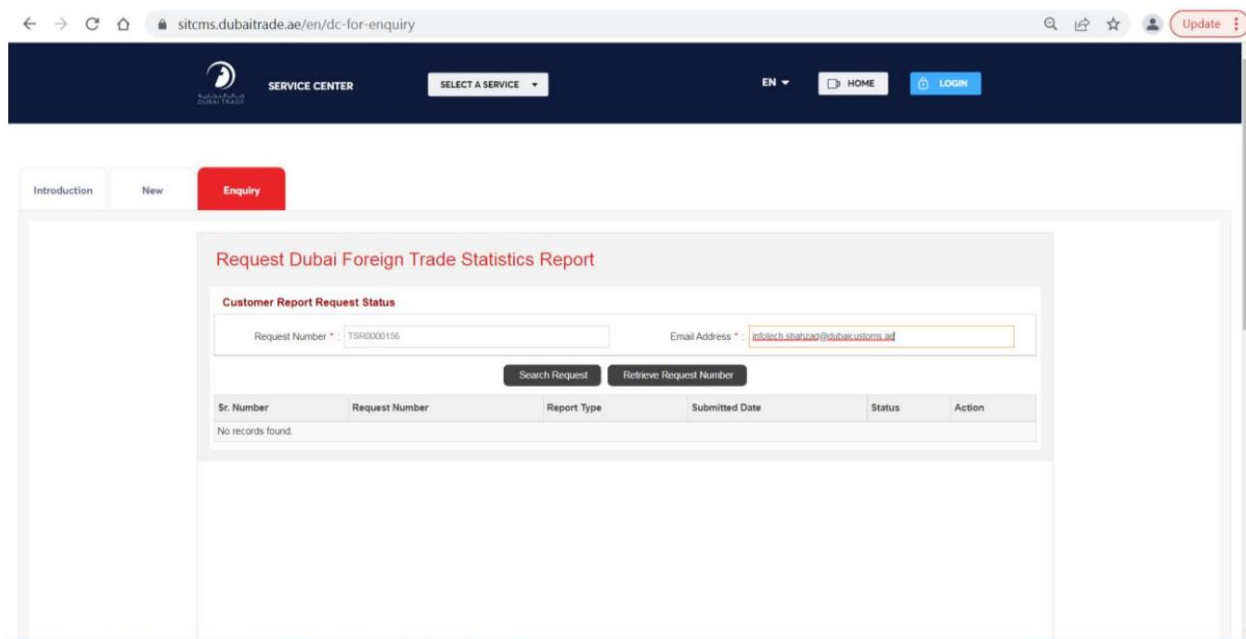 sitcms.dubaitrade.ae/en/dc-for-enquiry Update
DUBAI TRADE SERVICE CENTER SELECT A SERVICE EN HOME LOGIN
Introduction New Enquiry
Request Dubai Foreign Trade Statistics Report
Customer Report Request Status
Request Number * : TSR0000156 Email Address * : infotech.shahzad@dubaicustoms.ae
Search Request Retrieve Request Number
Sr. Number Request Number Report Type Submitted Date Status Action
No records found.